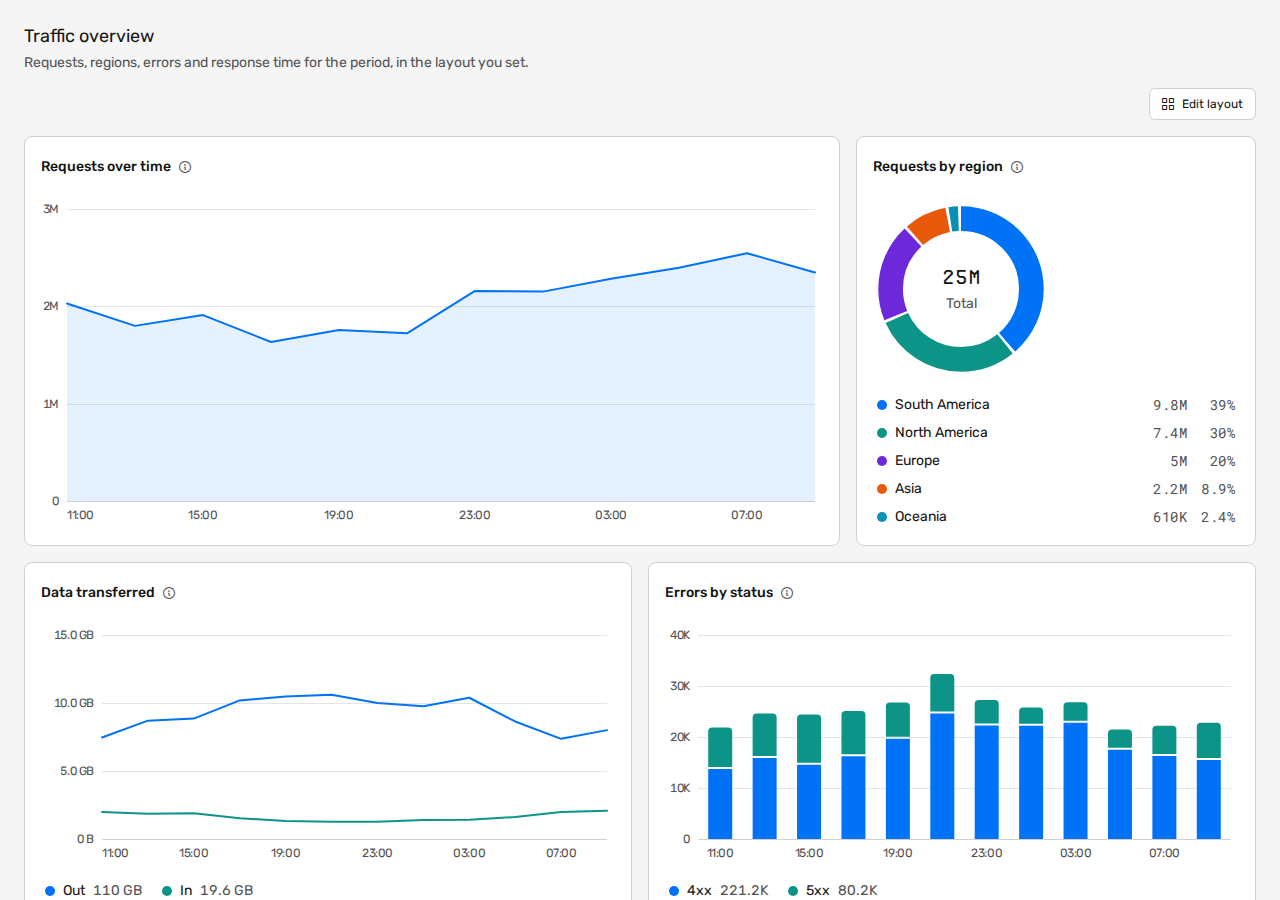 Traffic overview
Requests, regions, errors and response time for the period, in the layout you set.
Edit layout
Requests over time
3M
2M
1M
0
11:00 15:00 19:00 23:00 03:00 07:00
Requests by region
25M
Total
South America 9.8M 39%
North America 7.4M 30%
Europe 5M 20%
Asia 2.2M 8.9%
Oceania 610K 2.4%
Data transferred
15.0 GB
10.0 GB
5.0 GB
0 B
11:00 15:00 19:00 23:00 03:00 07:00
Out 110 GB In 19.6 GB
Errors by status
40K
30K
20K
10K
0
11:00 15:00 19:00 23:00 03:00 07:00
4xx 221.2K 5xx 80.2K